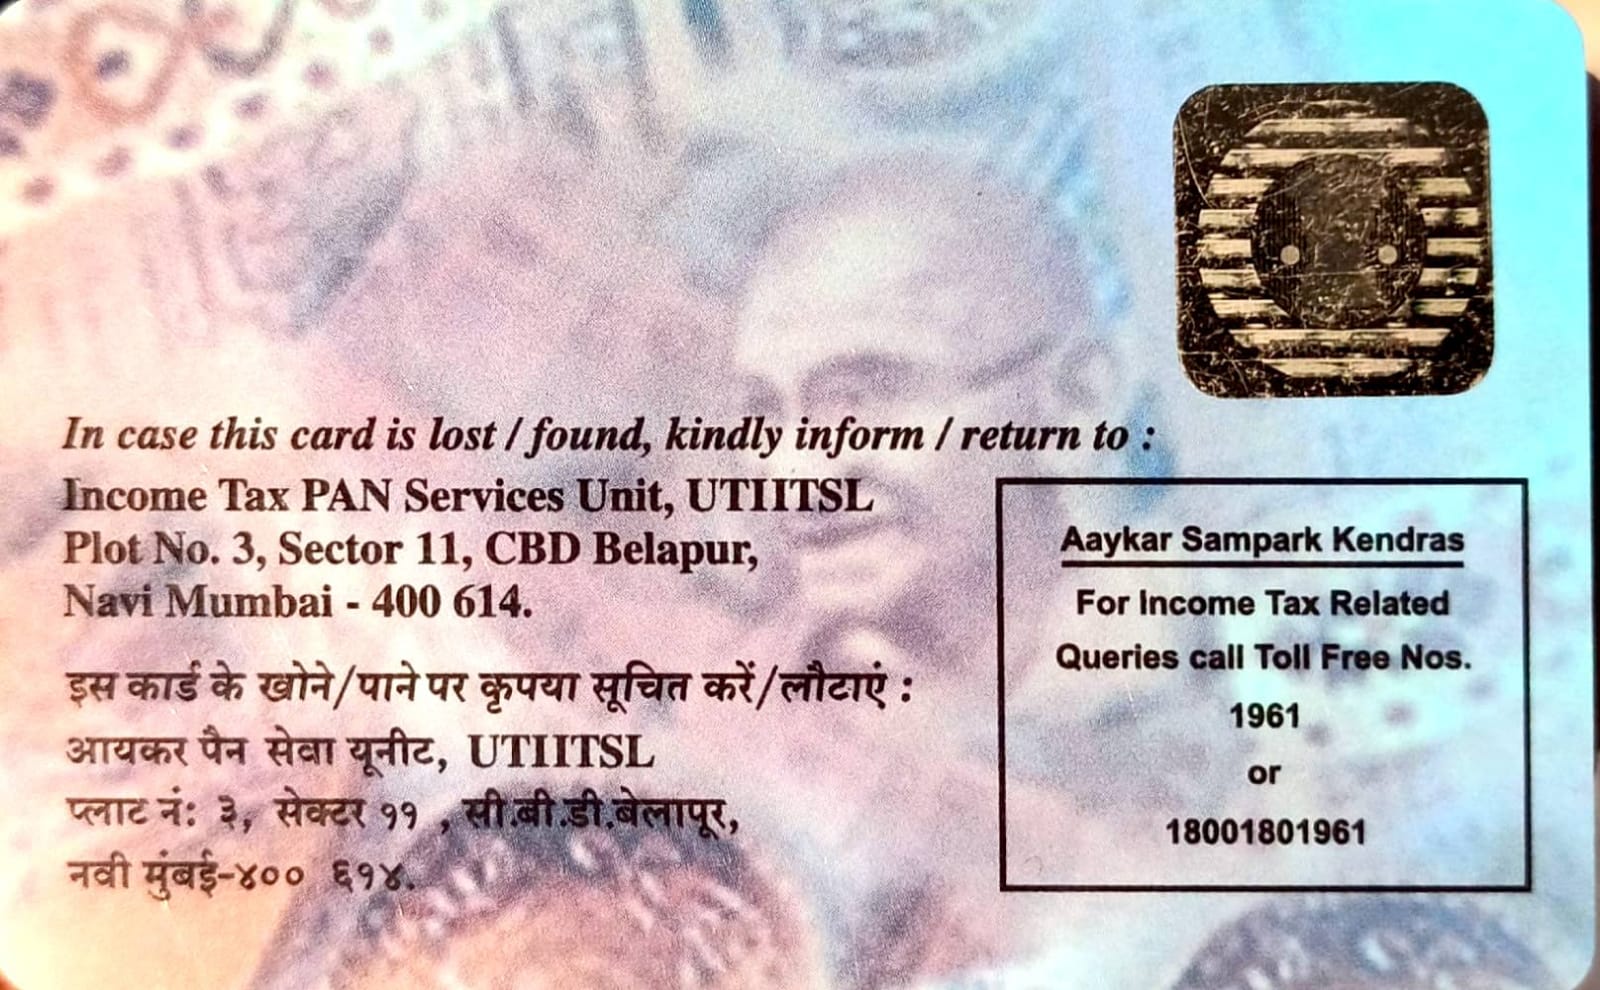 In case this card is lost / found, kindly inform / return to :
Income Tax PAN Services Unit, UTIITSL
Plot No. 3, Sector 11, CBD Belapur,
Navi Mumbai - 400 614.
इस कार्ड के खोने/पाने पर कृपया सूचित करें/लौटाएं :
आयकर पैन सेवा यूनीट, UTIITSL
प्लाट नं: ३, सेक्टर ११ , सी.बी.डी.बेलापूर,
नवी मुंबई-४०० ६१४.
Aaykar Sampark Kendras
For Income Tax Related
Queries call Toll Free Nos.
1961
or
18001801961